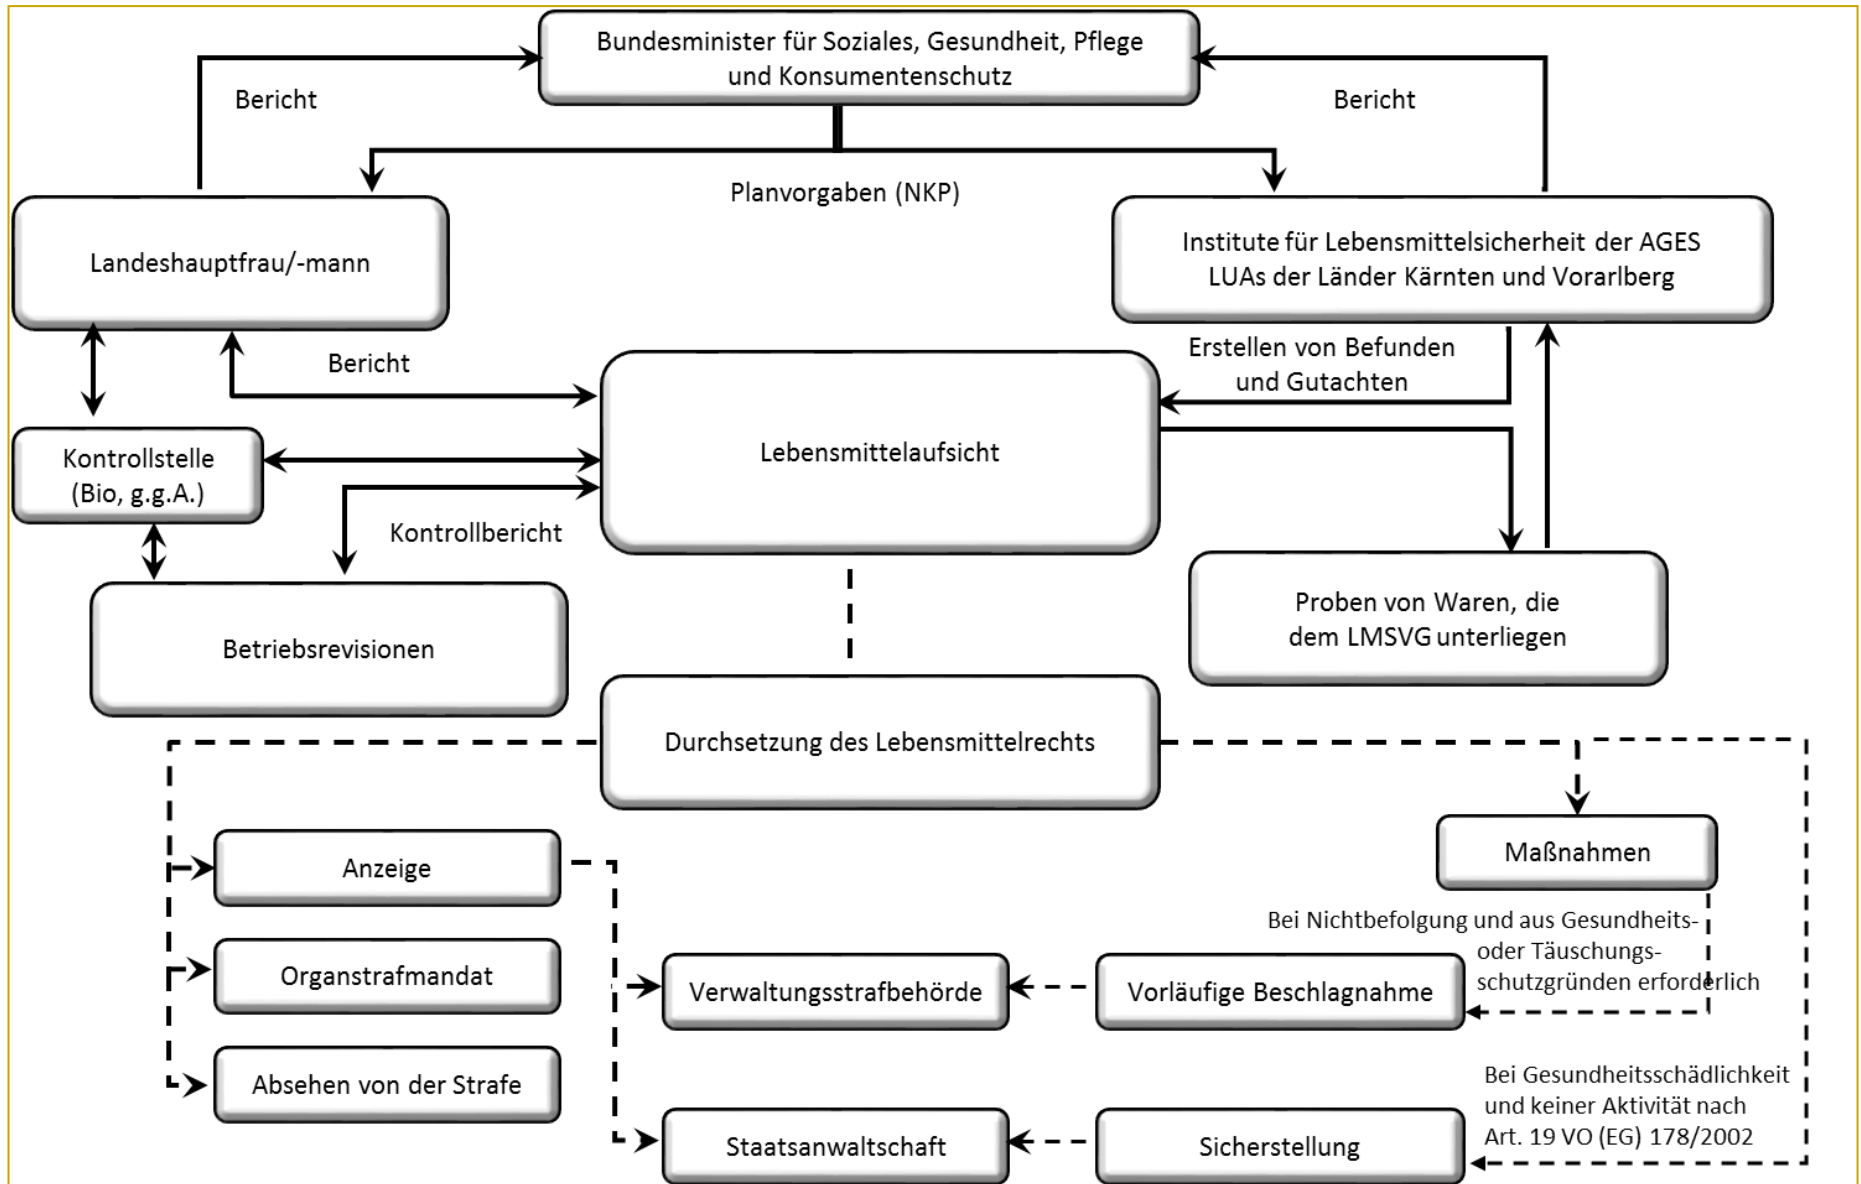 Bundesminister für Soziales, Gesundheit, Pflege
und Konsumentenschutz
Bericht
Bericht
Planvorgaben (NKP)
Landeshauptfrau/-mann
Institute für Lebensmittelsicherheit der AGES
LUAs der Länder Kärnten und Vorarlberg
Bericht
Erstellen von Befunden
und Gutachten
Lebensmittelaufsicht
Kontrollstelle
(Bio, g.g.A.)
Kontrollbericht
Betriebsrevisionen
Proben von Waren, die
dem LMSVG unterliegen
Durchsetzung des Lebensmittelrechts
Anzeige
Maßnahmen
Bei Nichtbefolgung und aus Gesundheits-
oder Täuschungs-
schutzgründen erforderlich
Organstrafmandat
Verwaltungsstrafbehörde
Vorläufige Beschlagnahme
Absehen von der Strafe
Bei Gesundheitsschädlichkeit
und keiner Aktivität nach
Art. 19 VO (EG) 178/2002
Staatsanwaltschaft
Sicherstellung